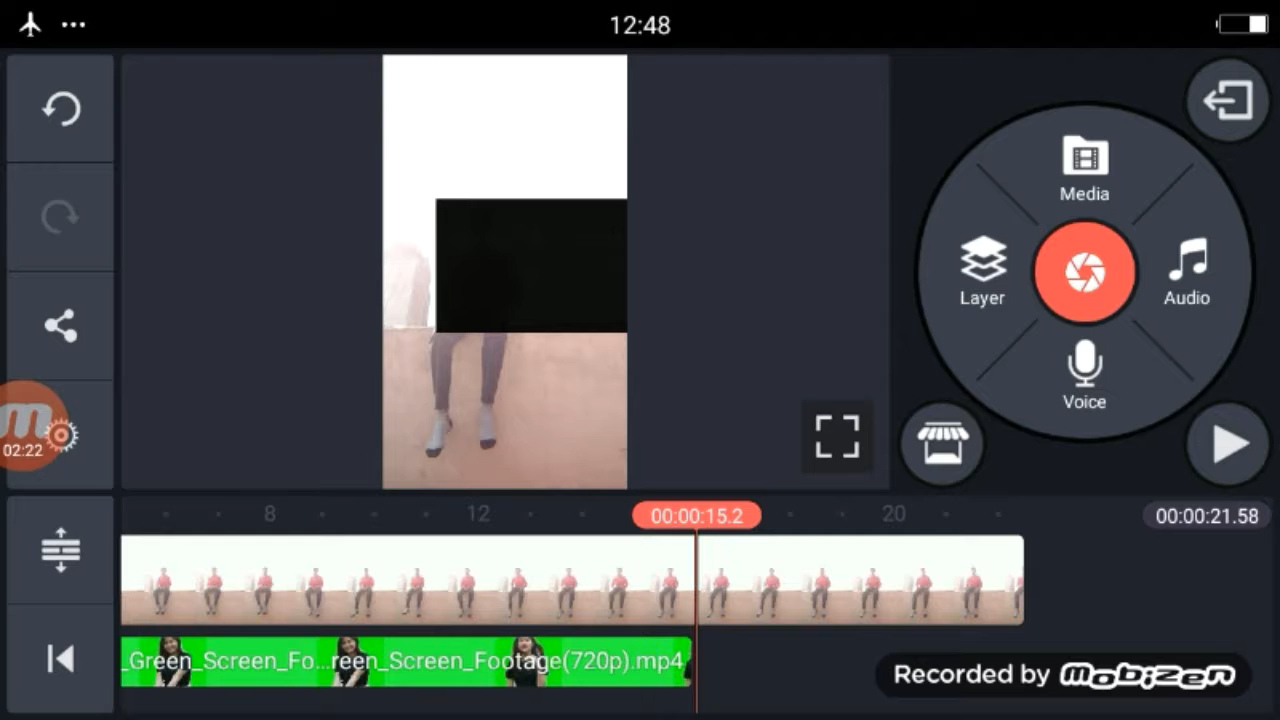 12:48
Media
Layer
Audio
Voice
02:22
8
12
00:00:15.2
20
00:00:21.58
_Green_Screen_Fo...reen_Screen_Footage(720p).mp4
Recorded by mobizen